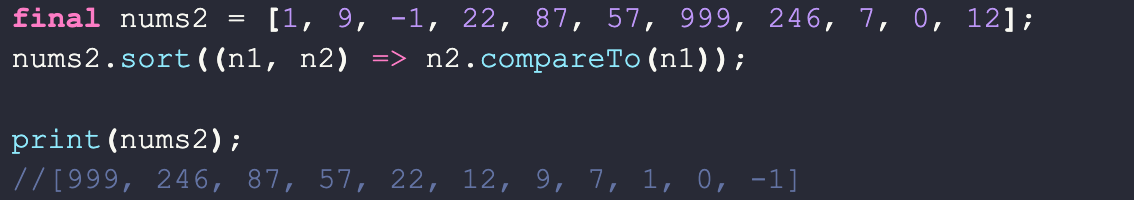 final nums2 = [1, 9, -1, 22, 87, 57, 999, 246, 7, 0, 12];
nums2.sort((n1, n2) => n2.compareTo(n1));
print(nums2);
//[999, 246, 87, 57, 22, 12, 9, 7, 1, 0, -1]